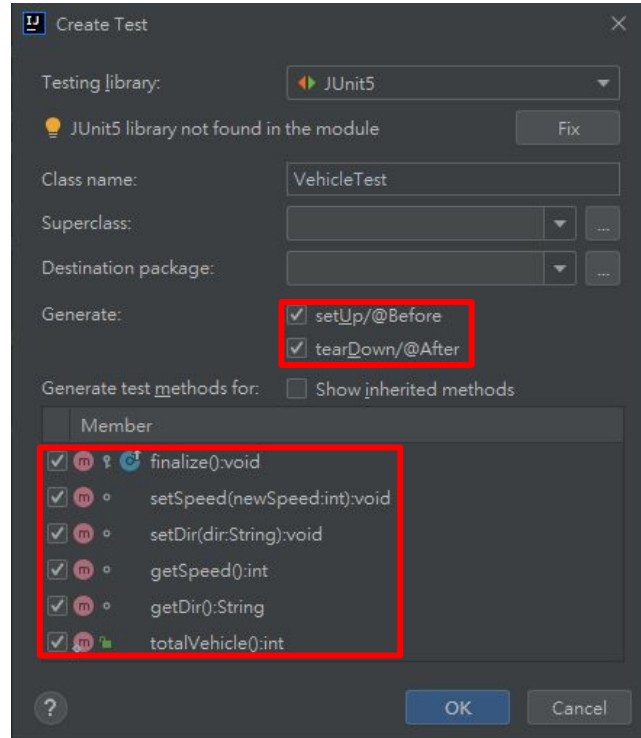 Create Test
Testing library: JUnit5
JUnit5 library not found in the module Fix
Class name: VehicleTest
Superclass: ...
Destination package: ...
Generate: setUp/@Before
tearDown/@After
Generate test methods for: Show inherited methods
Member
finalize():void
setSpeed(newSpeed:int):void
setDir(dir:String):void
getSpeed():int
getDir():String
totalVehicle():int
? OK Cancel